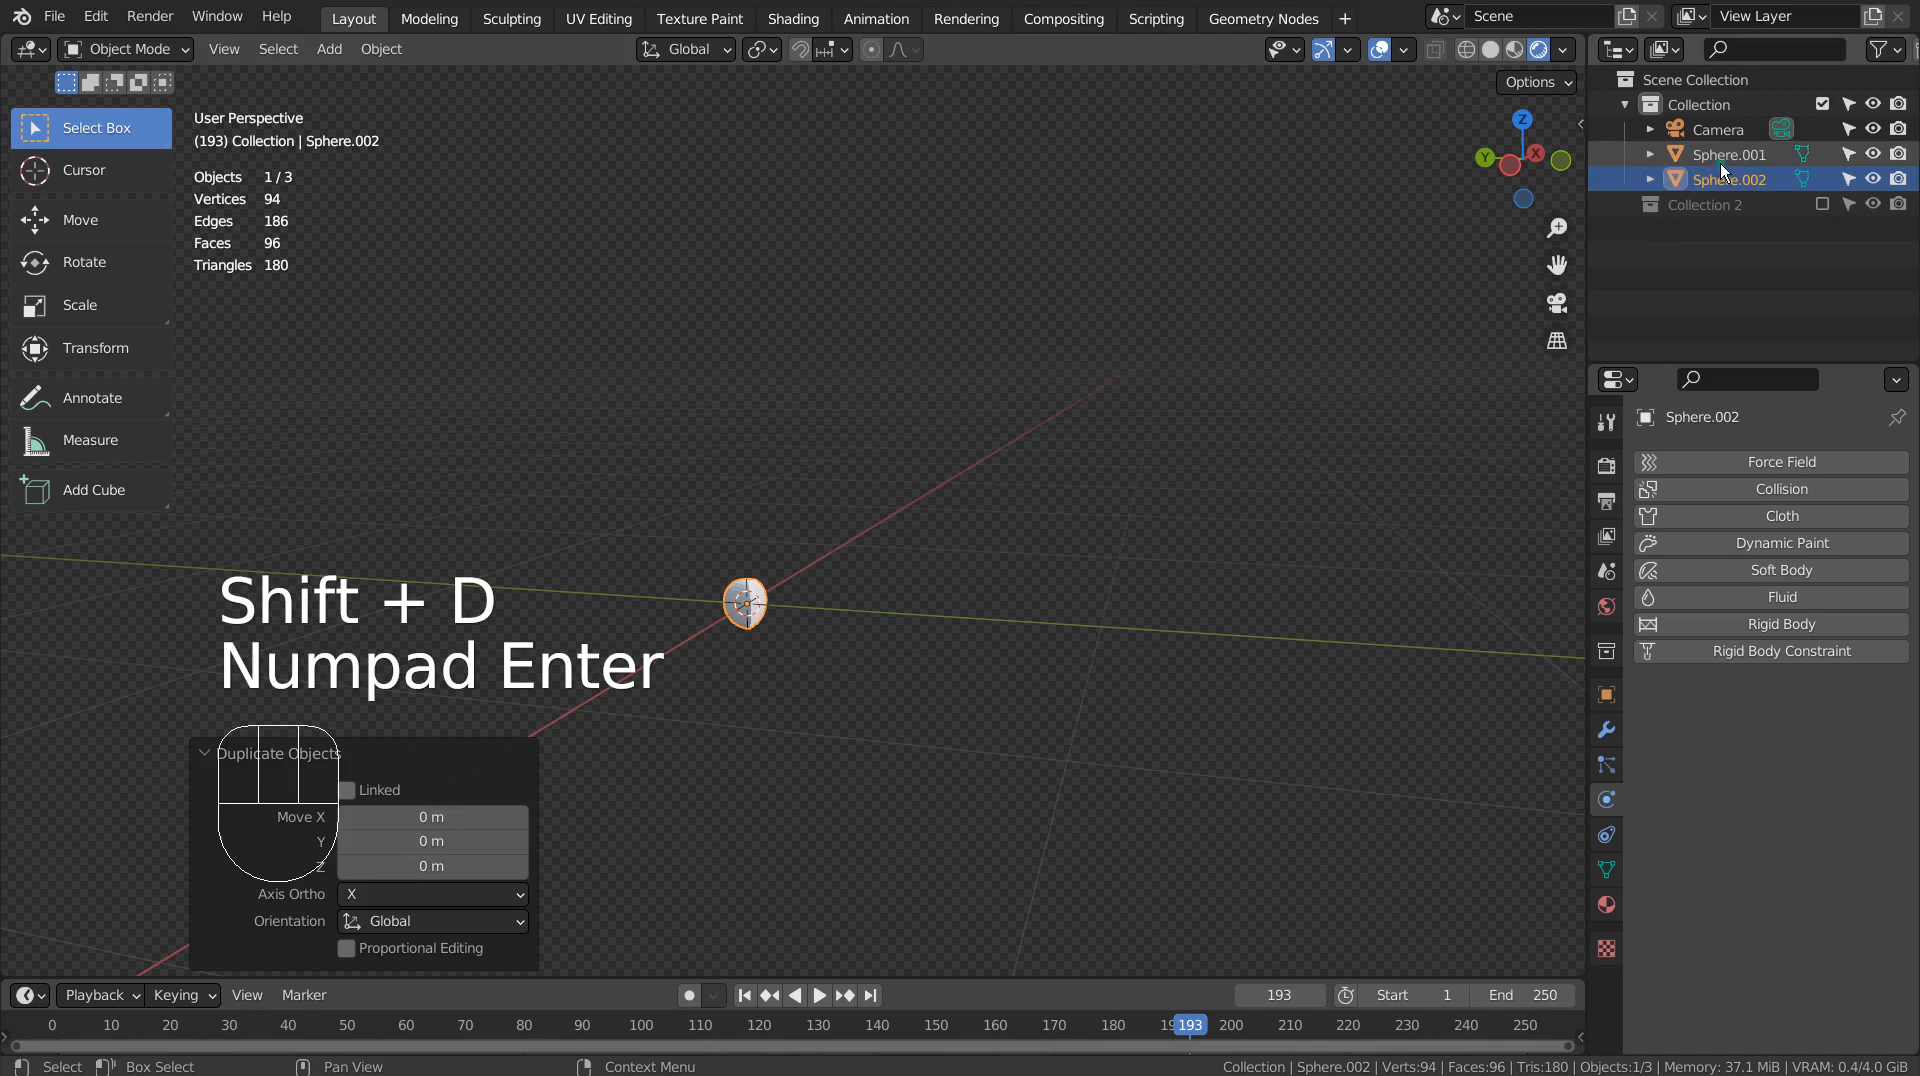 File Edit Render Window Help Layout Modeling Sculpting UV Editing Texture Paint Shading Animation Rendering Compositing Scripting Geometry Nodes + Scene View Layer
Object Mode View Select Add Object Global
Options
Select Box
Cursor
Move
Rotate
Scale
Transform
Annotate
Measure
Add Cube
User Perspective
(193) Collection | Sphere.002
Objects 1 / 3
Vertices 94
Edges 186
Faces 96
Triangles 180
Z
Y
X
Scene Collection
Collection
Camera
Sphere.001
Sphere.002
Collection 2
Sphere.002
Force Field
Collision
Cloth
Dynamic Paint
Soft Body
Fluid
Rigid Body
Rigid Body Constraint
Shift + D
Numpad Enter
Duplicate Objects
Linked
Move X 0 m
Y 0 m
Z 0 m
Axis Ortho X
Orientation Global
Proportional Editing
Playback Keying View Marker 193 Start 1 End 250
0 10 20 30 40 50 60 70 80 90 100 110 120 130 140 150 160 170 180 193 200 210 220 230 240 250
Select Box Select Pan View Context Menu Collection | Sphere.002 | Verts:94 | Faces:96 | Tris:180 | Objects:1/3 | Memory: 37.1 MiB | VRAM: 0.4/4.0 GiB